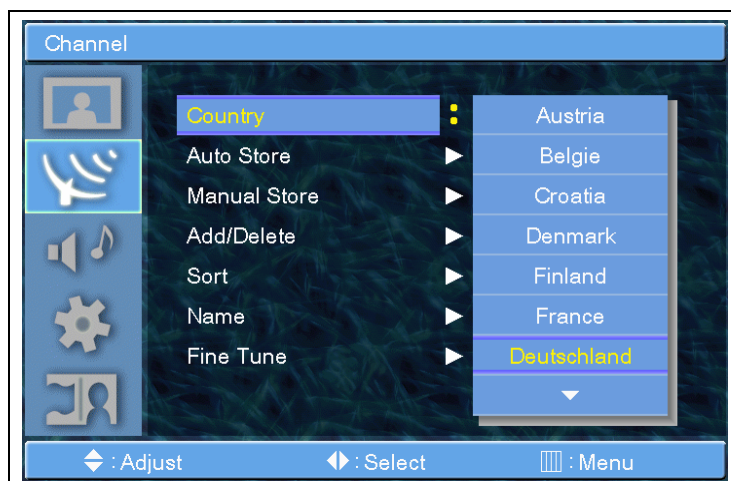 Channel
Country : Austria
Auto Store Belgie
Manual Store Croatia
Add/Delete Denmark
Sort Finland
Name France
Fine Tune Deutschland
: Adjust : Select : Menu